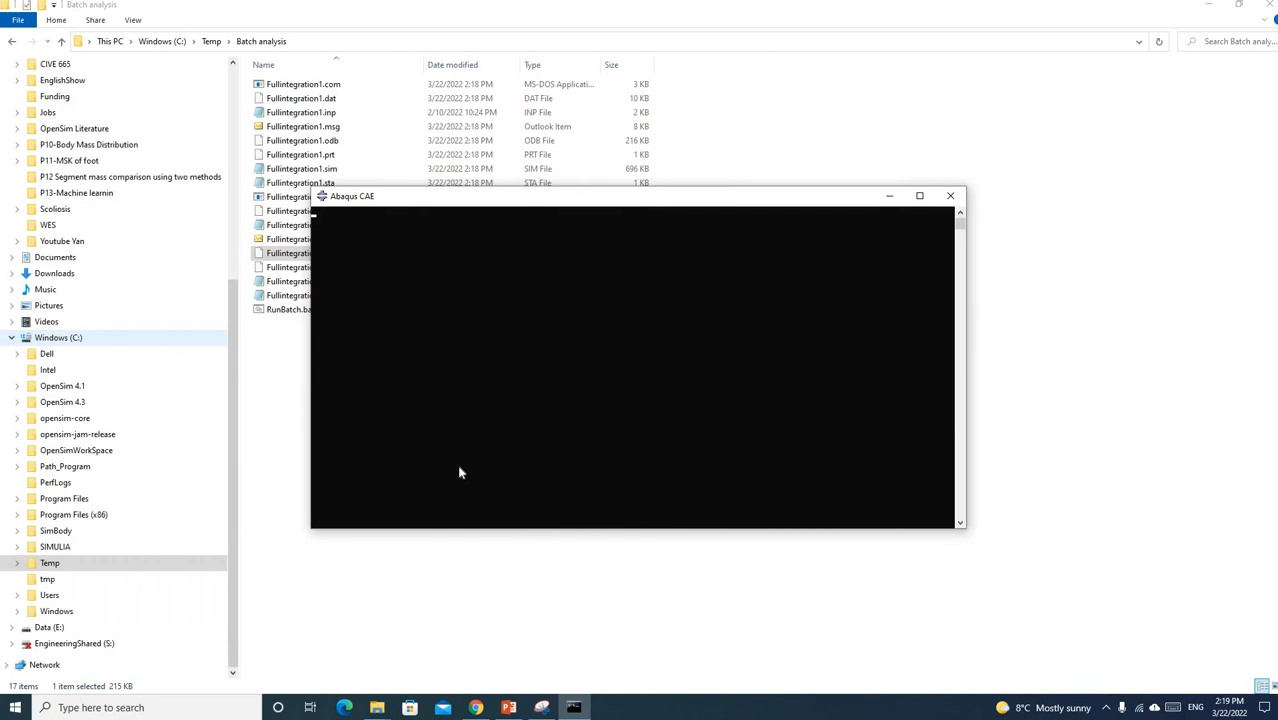 Batch analysis
File Home Share View
This PC Windows (C:) Temp Batch analysis
Search Batch analy...
Name Date modified Type Size
CIVE 665
EnglishShow
Funding
Jobs
OpenSim Literature
P10-Body Mass Distribution
P11-MSK of foot
P12 Segment mass comparison using two methods
P13-Machine learnin
Scoliosis
WES
Youtube Yan
Documents
Downloads
Music
Pictures
Videos
Windows (C:)
Dell
Intel
OpenSim 4.1
OpenSim 4.3
opensim-core
opensim-jam-release
OpenSimWorkSpace
Path_Program
PerfLogs
Program Files
Program Files (x86)
SimBody
SIMULIA
Temp
tmp
Users
Windows
Data (E:)
EngineeringShared (S:)
Network
Fullintegration1.com 3/22/2022 2:18 PM MS-DOS Applicati... 3 KB
Fullintegration1.dat 3/22/2022 2:18 PM DAT File 10 KB
Fullintegration1.inp 2/10/2022 10:24 PM INP File 2 KB
Fullintegration1.msg 3/22/2022 2:18 PM Outlook Item 8 KB
Fullintegration1.odb 3/22/2022 2:18 PM ODB File 216 KB
Fullintegration1.prt 3/22/2022 2:18 PM PRT File 1 KB
Fullintegration1.sim 3/22/2022 2:18 PM SIM File 696 KB
Fullintegration1.sta 3/22/2022 2:18 PM STA File 1 KB
Fullintegratio
Fullintegratio
Fullintegratio
Fullintegratio
Fullintegratio
Fullintegratio
Fullintegratio
Fullintegratio
RunBatch.ba
Abaqus CAE
17 items 1 item selected 215 KB
Type here to search
8°C Mostly sunny
ENG
2:19 PM
3/22/2022